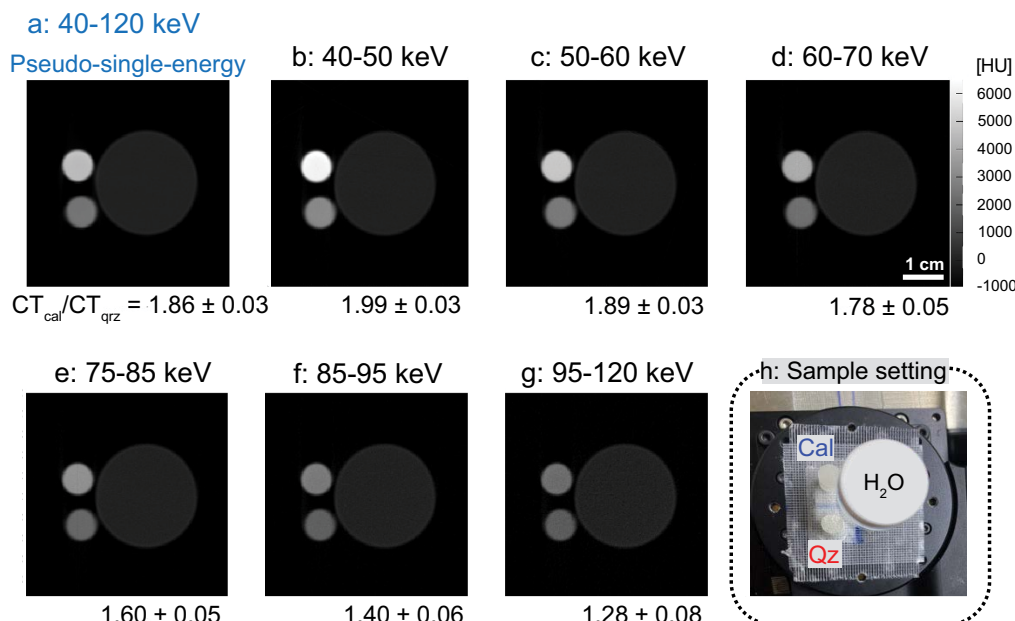 a: 40-120 keV
Pseudo-single-energy
b: 40-50 keV
c: 50-60 keV
d: 60-70 keV
[HU]
6000
5000
4000
3000
2000
1000
0
-1000
1 cm
CTcal/CTqrz = 1.86 ± 0.03
1.99 ± 0.03
1.89 ± 0.03
1.78 ± 0.05
e: 75-85 keV
f: 85-95 keV
g: 95-120 keV
h: Sample setting
Cal
H2O
Qz
1.60 ± 0.05
1.40 ± 0.06
1.28 ± 0.08